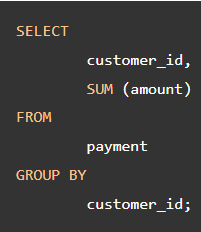 SELECT
customer_id,
SUM (amount)
FROM
payment
GROUP BY
customer_id;